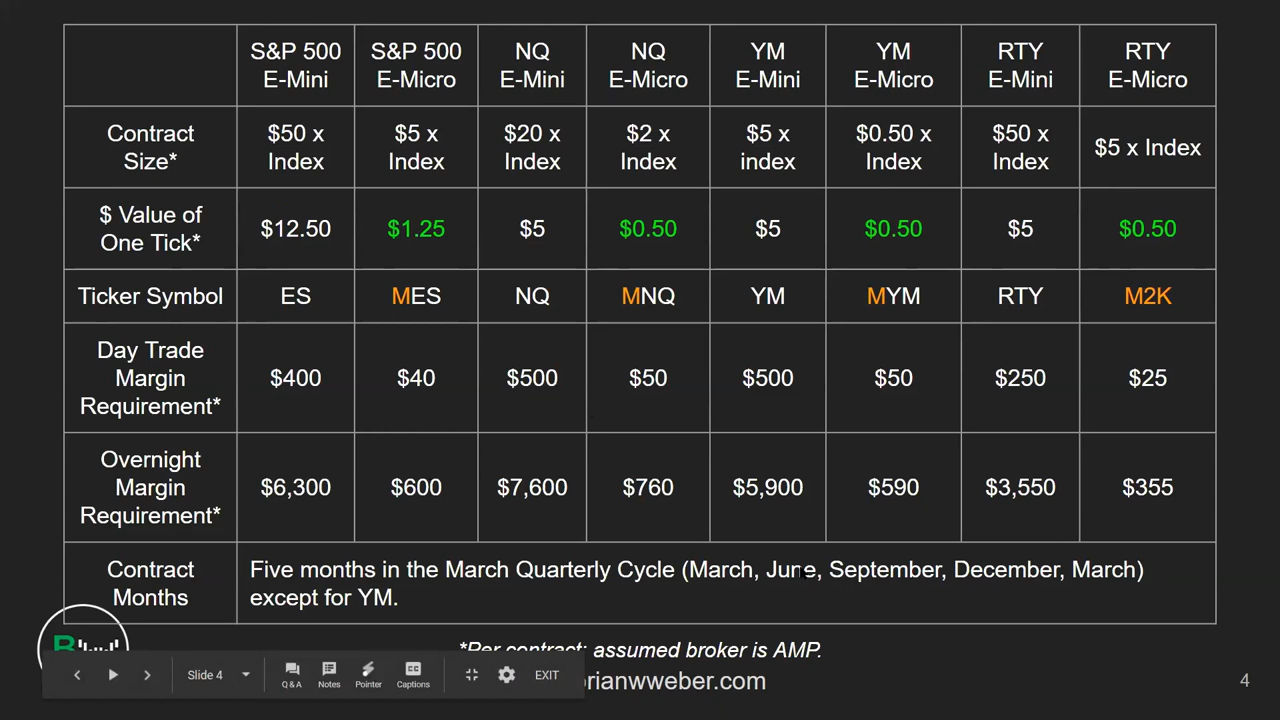 S&P 500 E-Mini
S&P 500 E-Micro
NQ E-Mini
NQ E-Micro
YM E-Mini
YM E-Micro
RTY E-Mini
RTY E-Micro
Contract Size*
$50 x Index
$5 x Index
$20 x Index
$2 x Index
$5 x index
$0.50 x Index
$50 x Index
$5 x Index
$ Value of One Tick*
$12.50
$1.25
$5
$0.50
$5
$0.50
$5
$0.50
Ticker Symbol
ES
MES
NQ
MNQ
YM
MYM
RTY
M2K
Day Trade Margin Requirement*
$400
$40
$500
$50
$500
$50
$250
$25
Overnight Margin Requirement*
$6,300
$600
$7,600
$760
$5,900
$590
$3,550
$355
Contract Months
Five months in the March Quarterly Cycle (March, June, September, December, March)
except for YM.
*Per contract; assumed broker is AMP.
brianwweber.com
4
Slide 4
Q & A
Notes
Pointer
CC
Captions
EXIT